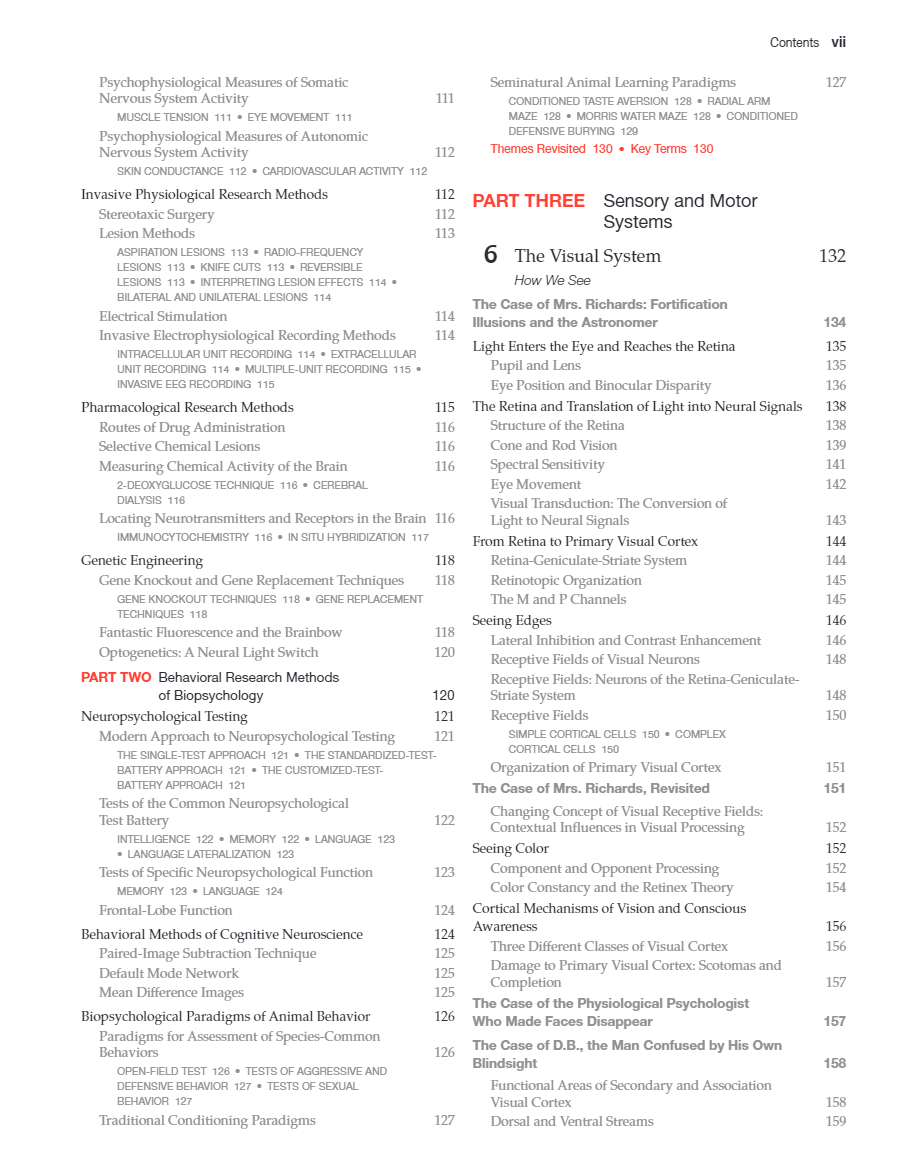 Contents vii
Psychophysiological Measures of Somatic
Nervous System Activity 111
MUSCLE TENSION 111 • EYE MOVEMENT 111
Psychophysiological Measures of Autonomic
Nervous System Activity 112
SKIN CONDUCTANCE 112 • CARDIOVASCULAR ACTIVITY 112
Invasive Physiological Research Methods 112
Stereotaxic Surgery 112
Lesion Methods 113
ASPIRATION LESIONS 113 • RADIO-FREQUENCY
LESIONS 113 • KNIFE CUTS 113 • REVERSIBLE
LESIONS 113 • INTERPRETING LESION EFFECTS 114 •
BILATERAL AND UNILATERAL LESIONS 114
Electrical Stimulation 114
Invasive Electrophysiological Recording Methods 114
INTRACELLULAR UNIT RECORDING 114 • EXTRACELLULAR
UNIT RECORDING 114 • MULTIPLE-UNIT RECORDING 115 •
INVASIVE EEG RECORDING 115
Pharmacological Research Methods 115
Routes of Drug Administration 116
Selective Chemical Lesions 116
Measuring Chemical Activity of the Brain 116
2-DEOXYGLUCOSE TECHNIQUE 116 • CEREBRAL
DIALYSIS 116
Locating Neurotransmitters and Receptors in the Brain 116
IMMUNOCYTOCHEMISTRY 116 • IN SITU HYBRIDIZATION 117
Genetic Engineering 118
Gene Knockout and Gene Replacement Techniques 118
GENE KNOCKOUT TECHNIQUES 118 • GENE REPLACEMENT
TECHNIQUES 118
Fantastic Fluorescence and the Brainbow 118
Optogenetics: A Neural Light Switch 120
PART TWO Behavioral Research Methods
of Biopsychology 120
Neuropsychological Testing 121
Modern Approach to Neuropsychological Testing 121
THE SINGLE-TEST APPROACH 121 • THE STANDARDIZED-TEST-
BATTERY APPROACH 121 • THE CUSTOMIZED-TEST-
BATTERY APPROACH 121
Tests of the Common Neuropsychological
Test Battery 122
INTELLIGENCE 122 • MEMORY 122 • LANGUAGE 123
• LANGUAGE LATERALIZATION 123
Tests of Specific Neuropsychological Function 123
MEMORY 123 • LANGUAGE 124
Frontal-Lobe Function 124
Behavioral Methods of Cognitive Neuroscience 124
Paired-Image Subtraction Technique 125
Default Mode Network 125
Mean Difference Images 125
Biopsychological Paradigms of Animal Behavior 126
Paradigms for Assessment of Species-Common
Behaviors 126
OPEN-FIELD TEST 126 • TESTS OF AGGRESSIVE AND
DEFENSIVE BEHAVIOR 127 • TESTS OF SEXUAL
BEHAVIOR 127
Traditional Conditioning Paradigms 127
Seminatural Animal Learning Paradigms 127
CONDITIONED TASTE AVERSION 128 • RADIAL ARM
MAZE 128 • MORRIS WATER MAZE 128 • CONDITIONED
DEFENSIVE BURYING 129
Themes Revisited 130 • Key Terms 130
PART THREE Sensory and Motor
Systems
6 The Visual System 132
How We See
The Case of Mrs. Richards: Fortification
Illusions and the Astronomer 134
Light Enters the Eye and Reaches the Retina 135
Pupil and Lens 135
Eye Position and Binocular Disparity 136
The Retina and Translation of Light into Neural Signals 138
Structure of the Retina 138
Cone and Rod Vision 139
Spectral Sensitivity 141
Eye Movement 142
Visual Transduction: The Conversion of
Light to Neural Signals 143
From Retina to Primary Visual Cortex 144
Retina-Geniculate-Striate System 144
Retinotopic Organization 145
The M and P Channels 145
Seeing Edges 146
Lateral Inhibition and Contrast Enhancement 146
Receptive Fields of Visual Neurons 148
Receptive Fields: Neurons of the Retina-Geniculate-
Striate System 148
Receptive Fields 150
SIMPLE CORTICAL CELLS 150 • COMPLEX
CORTICAL CELLS 150
Organization of Primary Visual Cortex 151
The Case of Mrs. Richards, Revisited 151
Changing Concept of Visual Receptive Fields:
Contextual Influences in Visual Processing 152
Seeing Color 152
Component and Opponent Processing 152
Color Constancy and the Retinex Theory 154
Cortical Mechanisms of Vision and Conscious
Awareness 156
Three Different Classes of Visual Cortex 156
Damage to Primary Visual Cortex: Scotomas and
Completion 157
The Case of the Physiological Psychologist
Who Made Faces Disappear 157
The Case of D.B., the Man Confused by His Own
Blindsight 158
Functional Areas of Secondary and Association
Visual Cortex 158
Dorsal and Ventral Streams 159